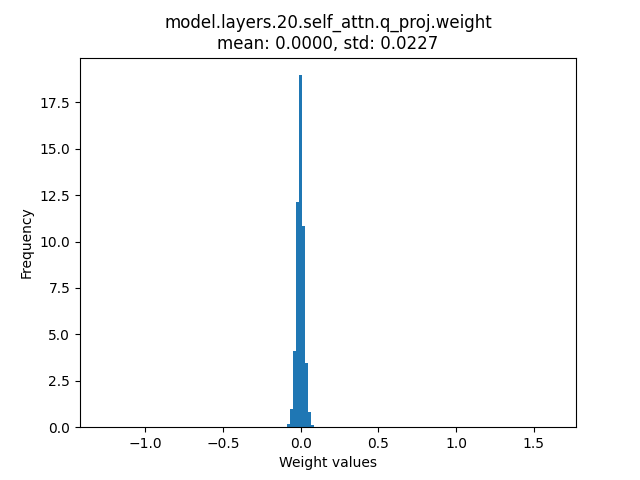 model.layers.20.self_attn.q_proj.weight
mean: 0.0000, std: 0.0227
17.5
15.0
12.5
10.0
7.5
5.0
2.5
0.0
Frequency
−1.0 −0.5 0.0 0.5 1.0 1.5
Weight values